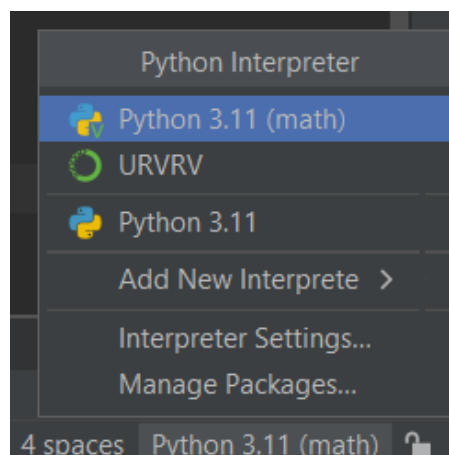 Python Interpreter
Python 3.11 (math)
URVRV
Python 3.11
Add New Interprete >
Interpreter Settings...
Manage Packages...
4 spaces Python 3.11 (math)